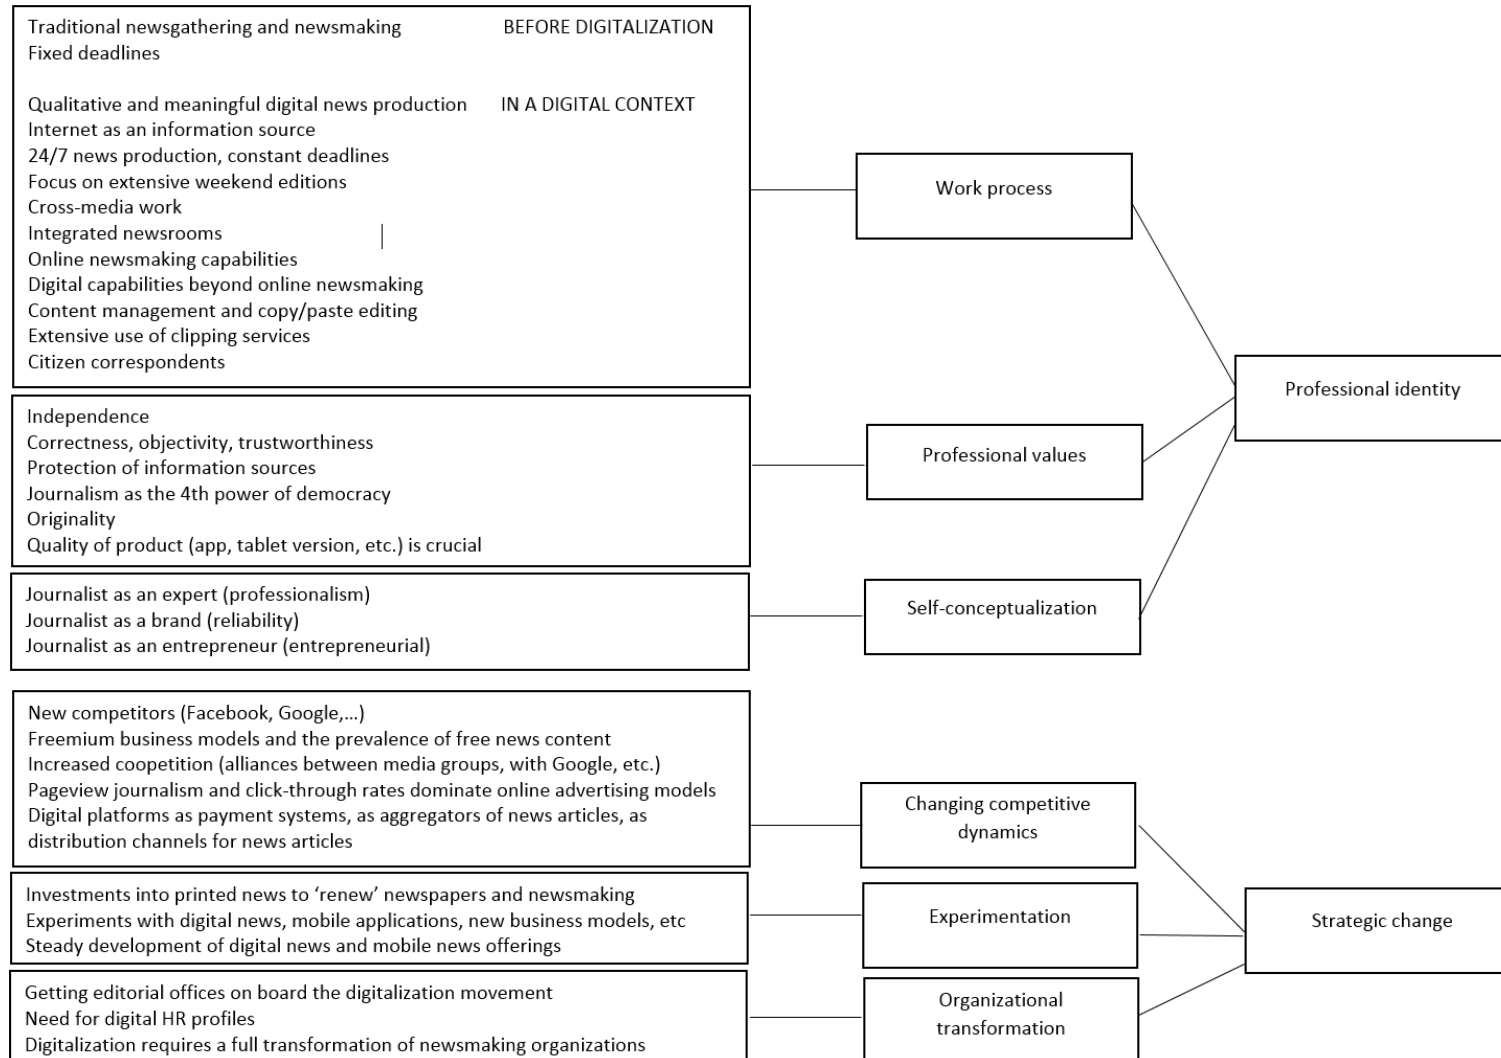 Traditional newsgathering and newsmaking BEFORE DIGITALIZATION
Fixed deadlines
Qualitative and meaningful digital news production IN A DIGITAL CONTEXT
Internet as an information source
24/7 news production, constant deadlines
Focus on extensive weekend editions
Cross-media work
Integrated newsrooms
Online newsmaking capabilities
Digital capabilities beyond online newsmaking
Content management and copy/paste editing
Extensive use of clipping services
Citizen correspondents
Work process
Independence
Correctness, objectivity, trustworthiness
Protection of information sources
Journalism as the 4th power of democracy
Originality
Quality of product (app, tablet version, etc.) is crucial
Professional values
Journalist as an expert (professionalism)
Journalist as a brand (reliability)
Journalist as an entrepreneur (entrepreneurial)
Self-conceptualization
Professional identity
New competitors (Facebook, Google,...)
Freemium business models and the prevalence of free news content
Increased coopetition (alliances between media groups, with Google, etc.)
Pageview journalism and click-through rates dominate online advertising models
Digital platforms as payment systems, as aggregators of news articles, as
distribution channels for news articles
Changing competitive
dynamics
Investments into printed news to ‘renew’ newspapers and newsmaking
Experiments with digital news, mobile applications, new business models, etc
Steady development of digital news and mobile news offerings
Experimentation
Getting editorial offices on board the digitalization movement
Need for digital HR profiles
Digitalization requires a full transformation of newsmaking organizations
Organizational
transformation
Strategic change